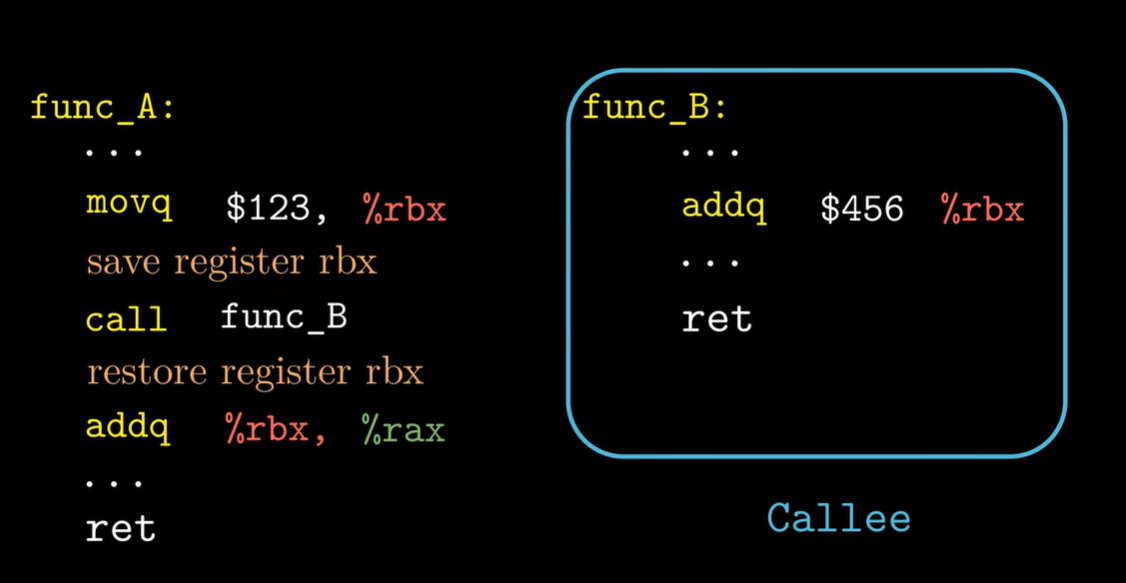 func_A:
...
movq $123, %rbx
save register rbx
call func_B
restore register rbx
addq %rbx, %rax
...
ret
func_B:
...
addq $456 %rbx
...
ret
Callee